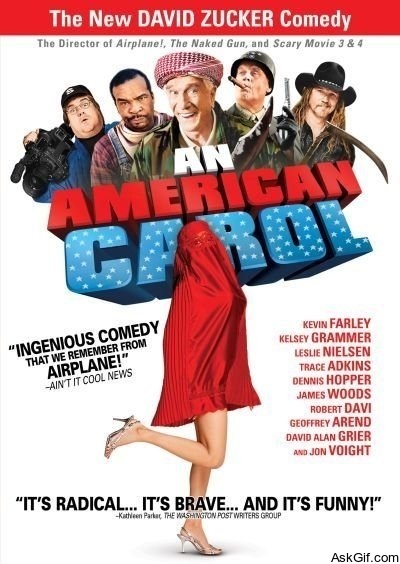 The New DAVID ZUCKER Comedy
The Director of Airplane!, The Naked Gun, and Scary Movie 3 & 4
AN
AMERICAN
CAROL
"INGENIOUS COMEDY
THAT WE REMEMBER FROM
AIRPLANE!"
–AIN'T IT COOL NEWS
KEVIN FARLEY
KELSEY GRAMMER
LESLIE NIELSEN
TRACE ADKINS
DENNIS HOPPER
JAMES WOODS
ROBERT DAVI
GEOFFREY AREND
DAVID ALAN GRIER
AND JON VOIGHT
"IT'S RADICAL... IT'S BRAVE... AND IT'S FUNNY!"
–Kathleen Parker, THE WASHINGTON POST WRITERS GROUP
AskGif.com